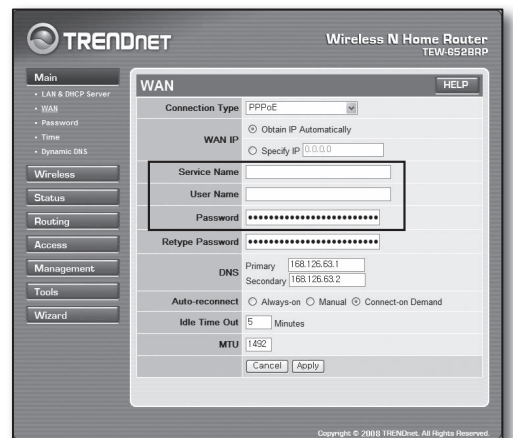 TRENDNET
Wireless N Home Router
TEW-652BRP
Main
• LAN & DHCP Server
• WAN
• Password
• Time
• Dynamic DNS
Wireless
Status
Routing
Access
Management
Tools
Wizard
WAN
HELP
Connection Type PPPoE
WAN IP
Obtain IP Automatically
Specify IP 0.0.0.0
Service Name
User Name
Password ••••••••••••••••••••••••••
Retype Password ••••••••••••••••••••••••••
DNS
Primary 168.126.63.1
Secondary 168.126.63.2
Auto-reconnect Always-on Manual Connect-on Demand
Idle Time Out 5 Minutes
MTU 1492
Cancel Apply
Copyright © 2008 TRENDnet. All Rights Reserved.